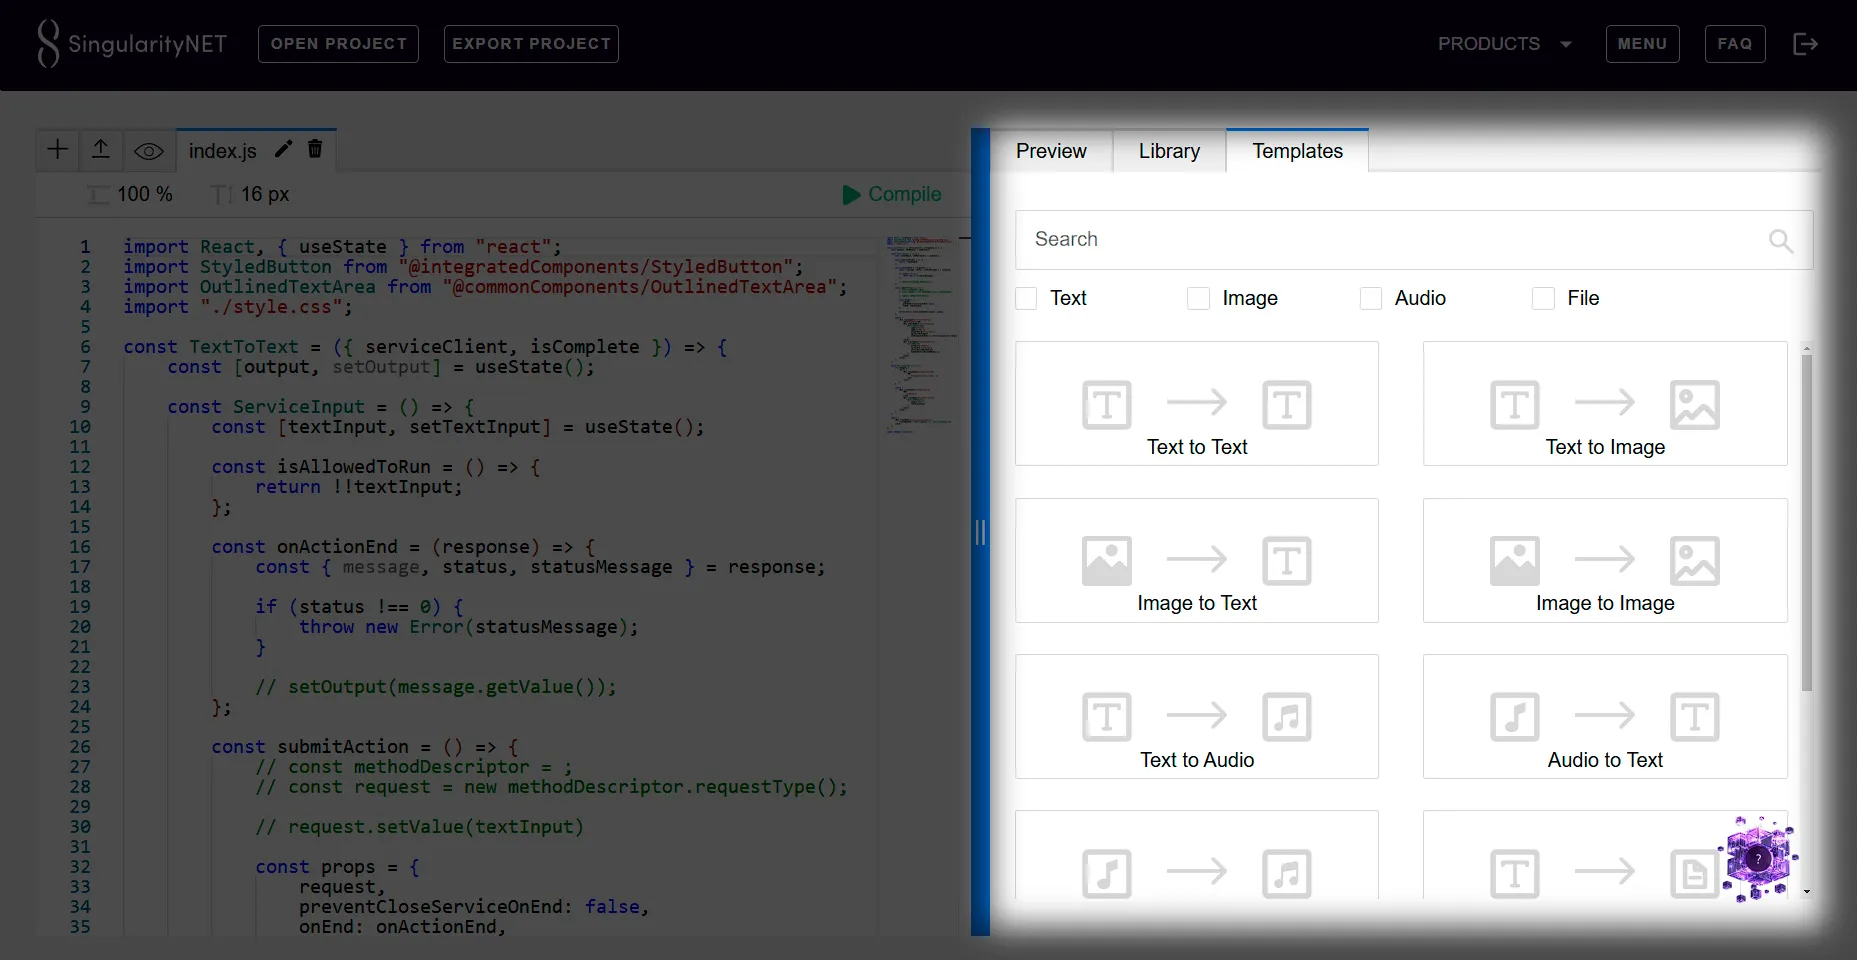 SingularityNET
OPEN PROJECT
EXPORT PROJECT
PRODUCTS
MENU
FAQ
index.js
100 %
16 px
Compile
1 import React, { useState } from "react";
2 import StyledButton from "@integratedComponents/StyledButton";
3 import OutlinedTextArea from "@commonComponents/OutlinedTextArea";
4 import "./style.css";
5
6 const TextToText = ({ serviceClient, isComplete }) => {
7 const [output, setOutput] = useState();
8
9 const ServiceInput = () => {
10 const [textInput, setTextInput] = useState();
11
12 const isAllowedToRun = () => {
13 return !!textInput;
14 };
15
16 const onActionEnd = (response) => {
17 const { message, status, statusMessage } = response;
18
19 if (status !== 0) {
20 throw new Error(statusMessage);
21 }
22
23 // setOutput(message.getValue());
24 };
25
26 const submitAction = () => {
27 // const methodDescriptor = ;
28 // const request = new methodDescriptor.requestType();
29
30 // request.setValue(textInput)
31
32 const props = {
33 request,
34 preventCloseServiceOnEnd: false,
35 onEnd: onActionEnd,
Preview
Library
Templates
Search
Text
Image
Audio
File
Text to Text
Text to Image
Image to Text
Image to Image
Text to Audio
Audio to Text
?